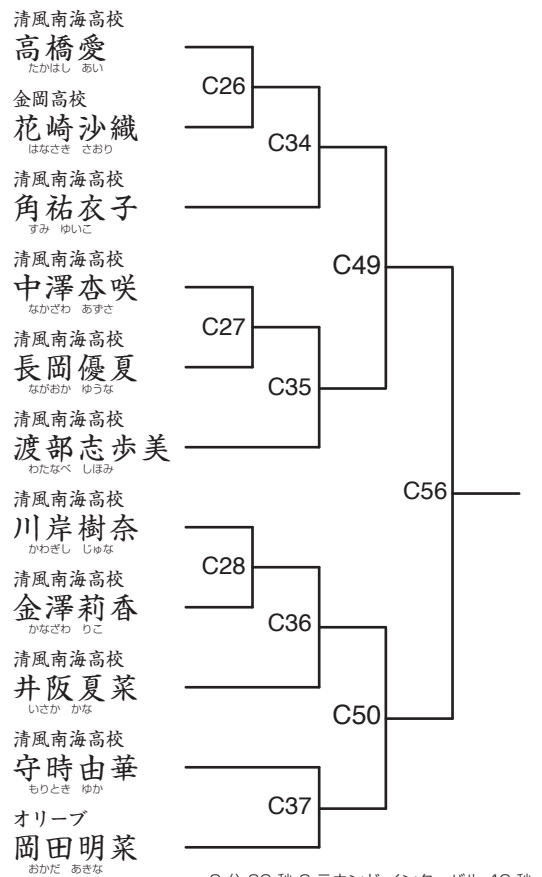 清風南海高校
高橋愛
たかはし あい
金岡高校
花崎沙織
はなさき さおり
清風南海高校
角祐衣子
すみ ゆいこ
清風南海高校
中澤杏咲
なかざわ あずさ
清風南海高校
長岡優夏
ながおか ゆうな
清風南海高校
渡部志歩美
わたなべ しほみ
清風南海高校
川岸樹奈
かわぎし じゅな
清風南海高校
金澤莉香
かなざわ りこ
清風南海高校
井阪夏菜
いさか かな
清風南海高校
守時由華
もりとき ゆか
オリーブ
岡田明菜
おかだ あきな
C26
C34
C49
C27
C35
C56
C28
C36
C50
C37